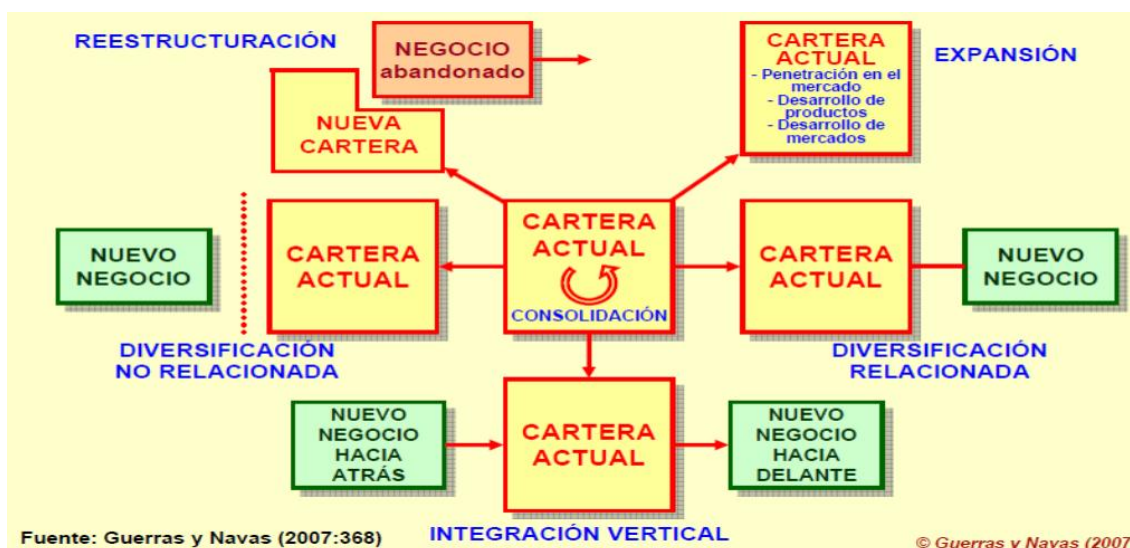 REESTRUCTURACIÓN
NEGOCIO
abandonado
NUEVA
CARTERA
CARTERA
ACTUAL
- Penetración en el
mercado
- Desarrollo de
productos
- Desarrollo de
mercados
EXPANSIÓN
NUEVO
NEGOCIO
CARTERA
ACTUAL
DIVERSIFICACIÓN
NO RELACIONADA
CARTERA
ACTUAL
CONSOLIDACIÓN
CARTERA
ACTUAL
NUEVO
NEGOCIO
DIVERSIFICACIÓN
RELACIONADA
NUEVO
NEGOCIO
HACIA
ATRÁS
CARTERA
ACTUAL
NUEVO
NEGOCIO
HACIA
DELANTE
INTEGRACIÓN VERTICAL
Fuente: Guerras y Navas (2007:368)
© Guerras y Navas (2007